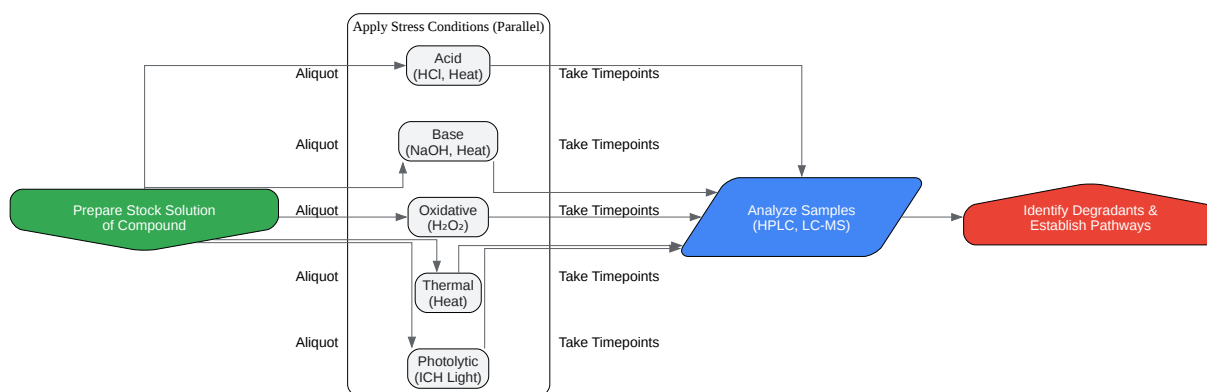 Apply Stress Conditions (Parallel)
Aliquot
Acid
(HCl, Heat)
Take Timepoints
Aliquot
Base
(NaOH, Heat)
Take Timepoints
Prepare Stock Solution
of Compound
Aliquot
Oxidative
(H₂O₂)
Take Timepoints
Analyze Samples
(HPLC, LC-MS)
Identify Degradants &
Establish Pathways
Aliquot
Thermal
(Heat)
Take Timepoints
Aliquot
Photolytic
(ICH Light)
Take Timepoints